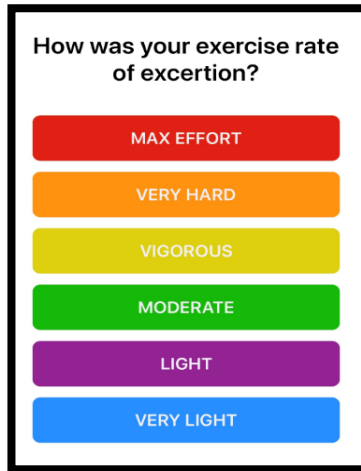 How was your exercise rate
of excertion?
MAX EFFORT
VERY HARD
VIGOROUS
MODERATE
LIGHT
VERY LIGHT